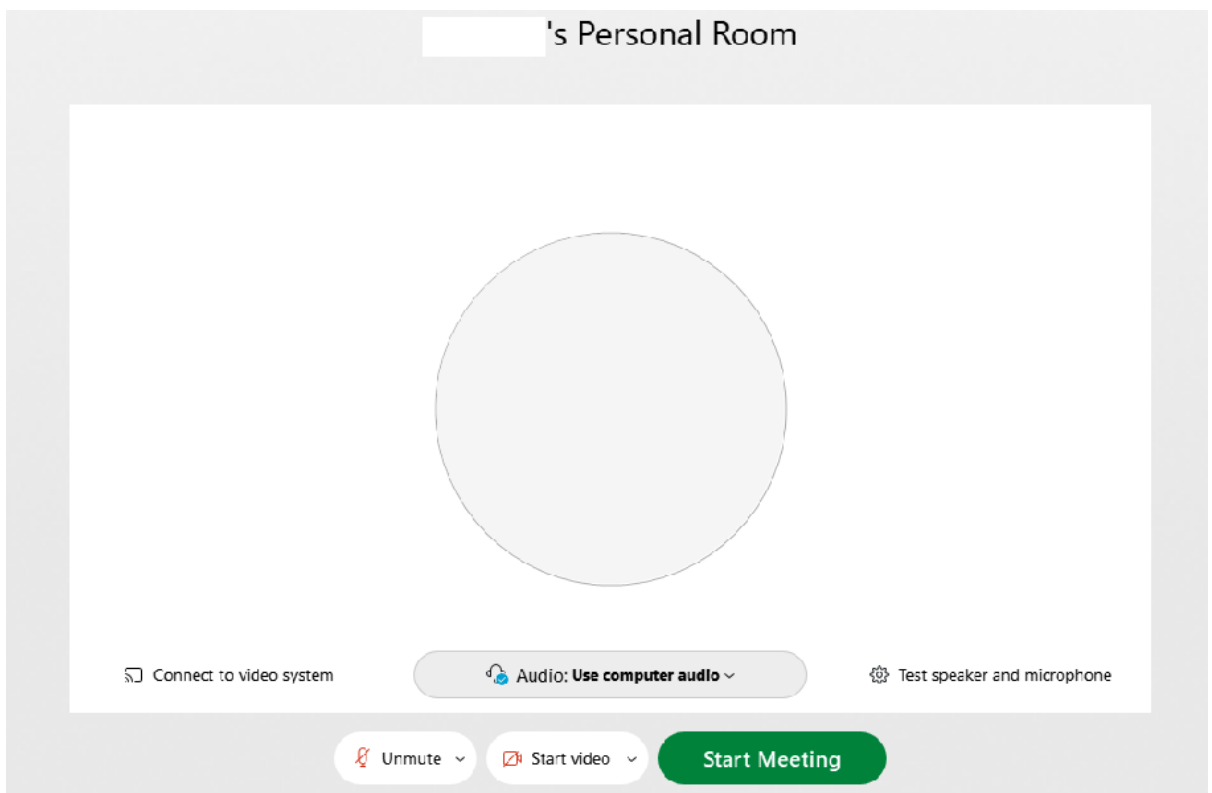 's Personal Room
Connect to video system
Audio: Use computer audio
Test speaker and microphone
Unmute
Start video
Start Meeting